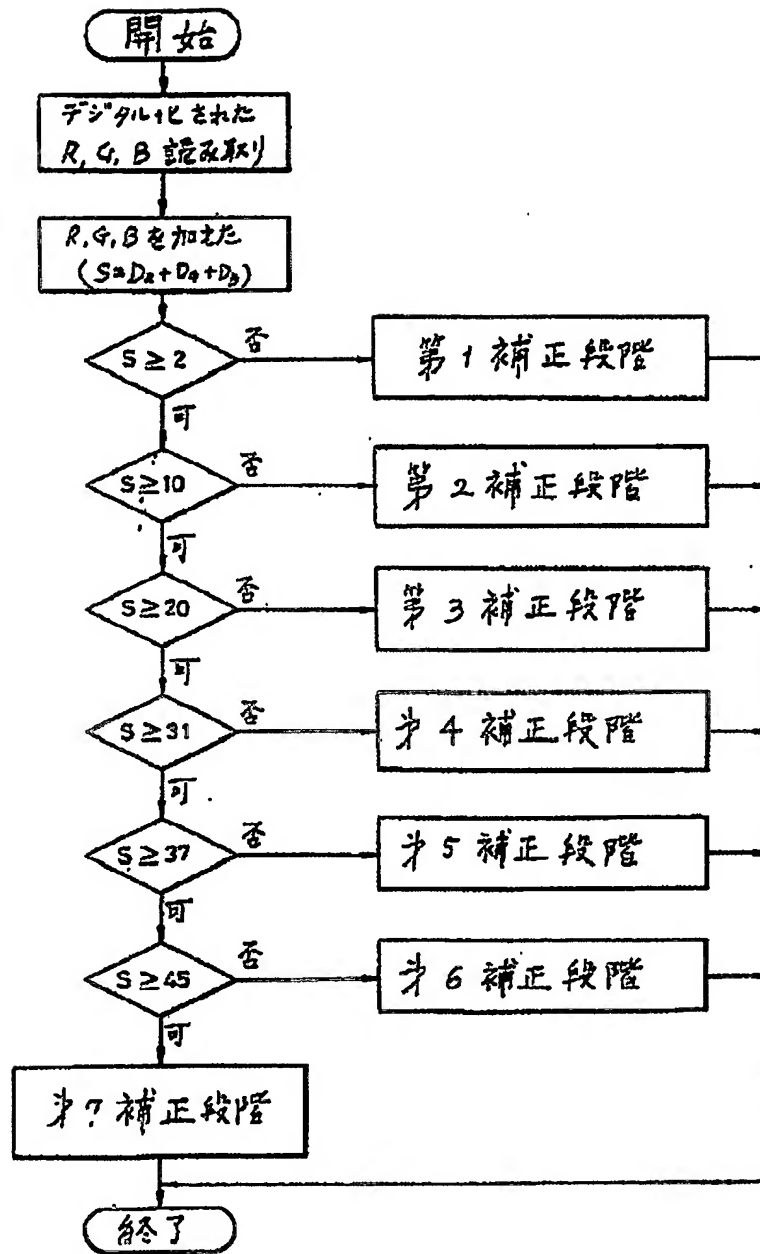 開始
デジタル化された
R, G, B 読み取り
R, G, Bを加えた
(S=DR+DG+DB)
S≥2
否
第1補正段階
可
S≥10
否
第2補正段階
可
S≥20
否
第3補正段階
可
S≥31
否
才4補正段階
可
S≥37
否
才5補正段階
可
S≥45
否
才6補正段階
可
才7補正段階
終了